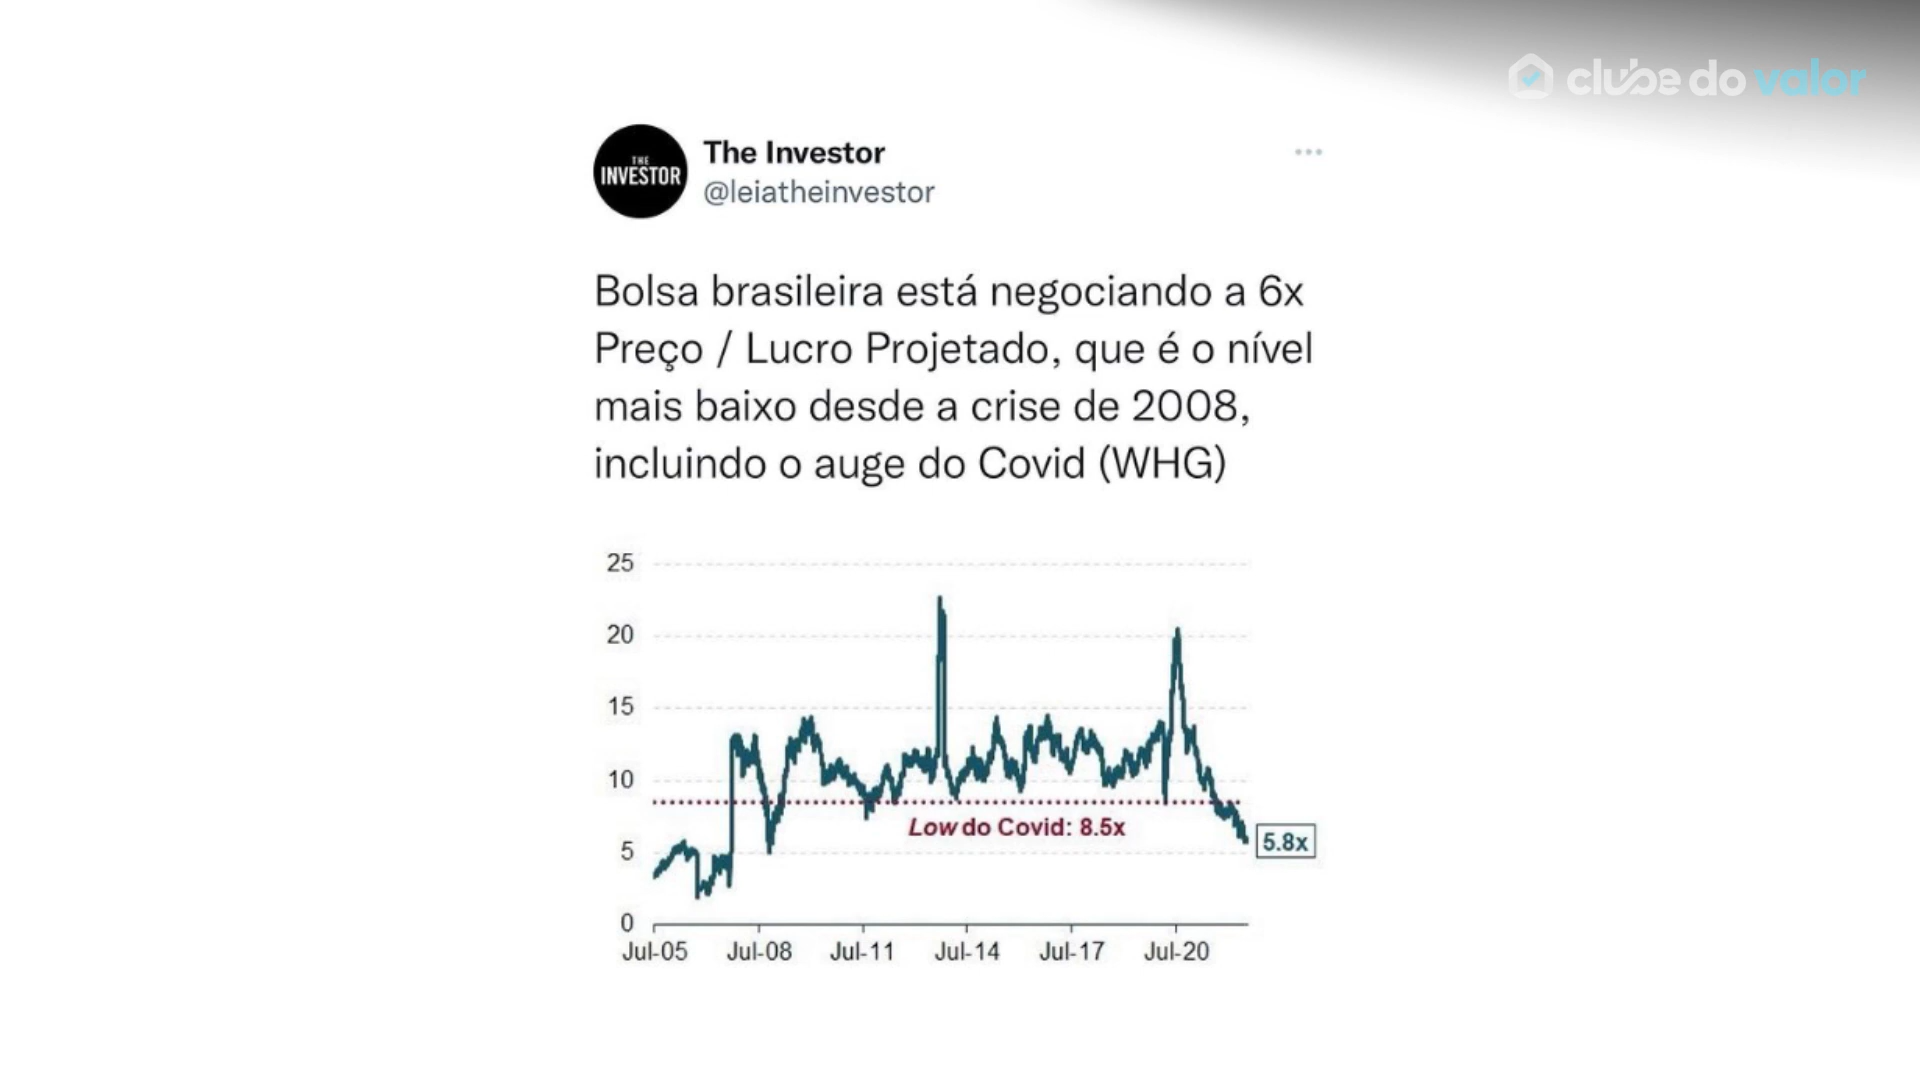 clube do valor
THE
INVESTOR
The Investor
@leiatheinvestor
Bolsa brasileira está negociando a 6x
Preço / Lucro Projetado, que é o nível
mais baixo desde a crise de 2008,
incluindo o auge do Covid (WHG)
25
20
15
10
5
0
Low do Covid: 8.5x
5.8x
Jul-05 Jul-08 Jul-11 Jul-14 Jul-17 Jul-20